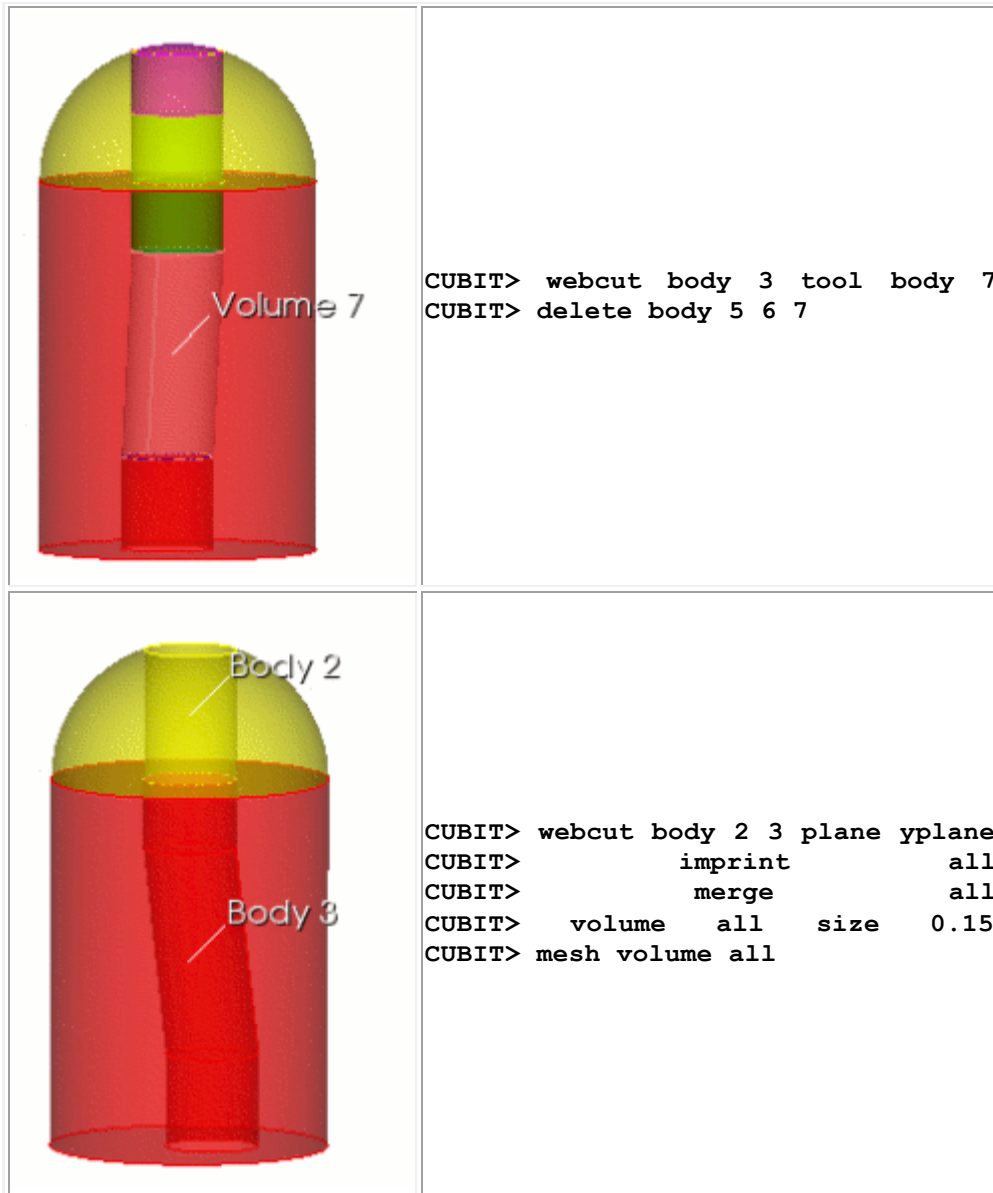 Volume 7
CUBIT> webcut body 3 tool body 7
CUBIT> delete body 5 6 7
Body 2
Body 3
CUBIT> webcut body 2 3 plane yplane
CUBIT> imprint all
CUBIT> merge all
CUBIT> volume all size 0.15
CUBIT> mesh volume all